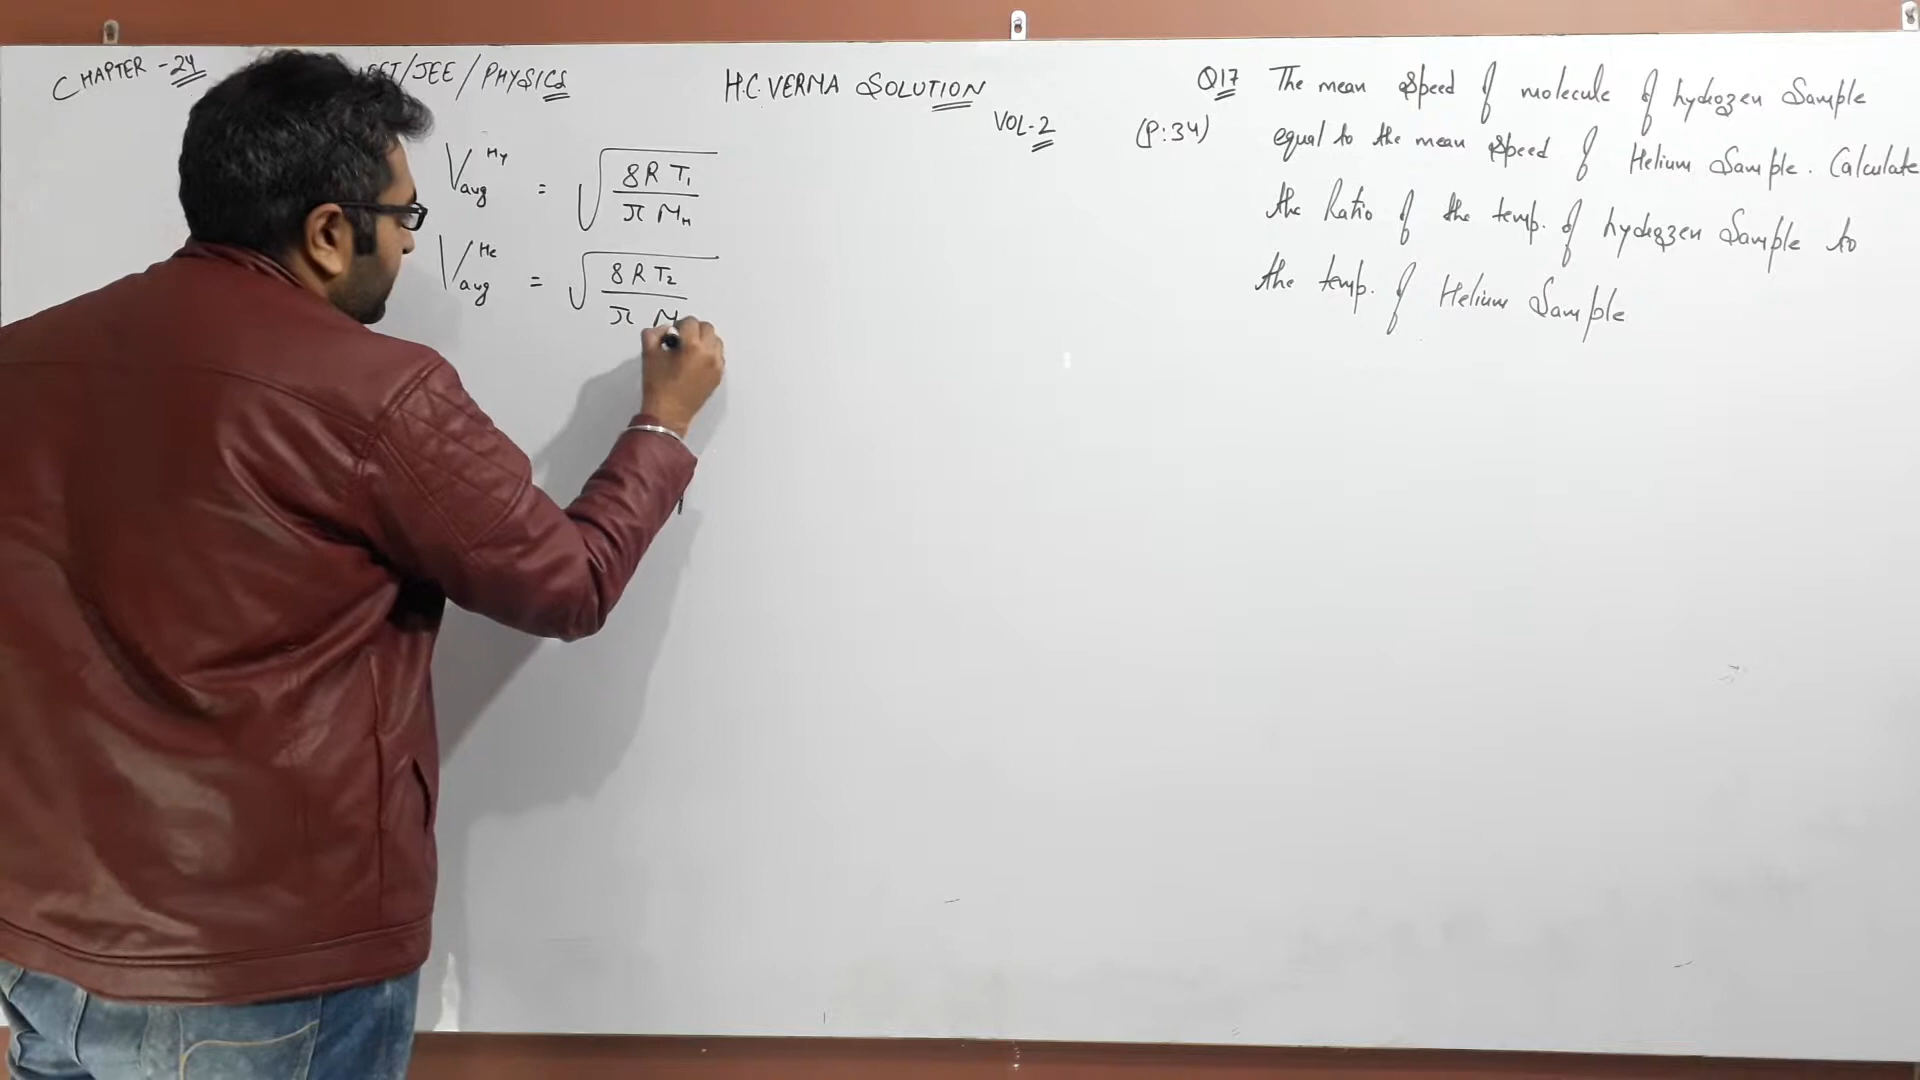 CHAPTER - 24
/JEE / PHYSICS
H.C. VERMA SOLUTION
VOL-2
Q17 The mean speed of molecule of hydrogen Sample
(P:34) equal to the mean speed of Helium Sample. Calculate
the Ratio of the temp. of hydrogen Sample to
the temp. of Helium Sample
V avg Hy = √ 8 R T1 / π MH
V avg He = √ 8 R T2 / π M